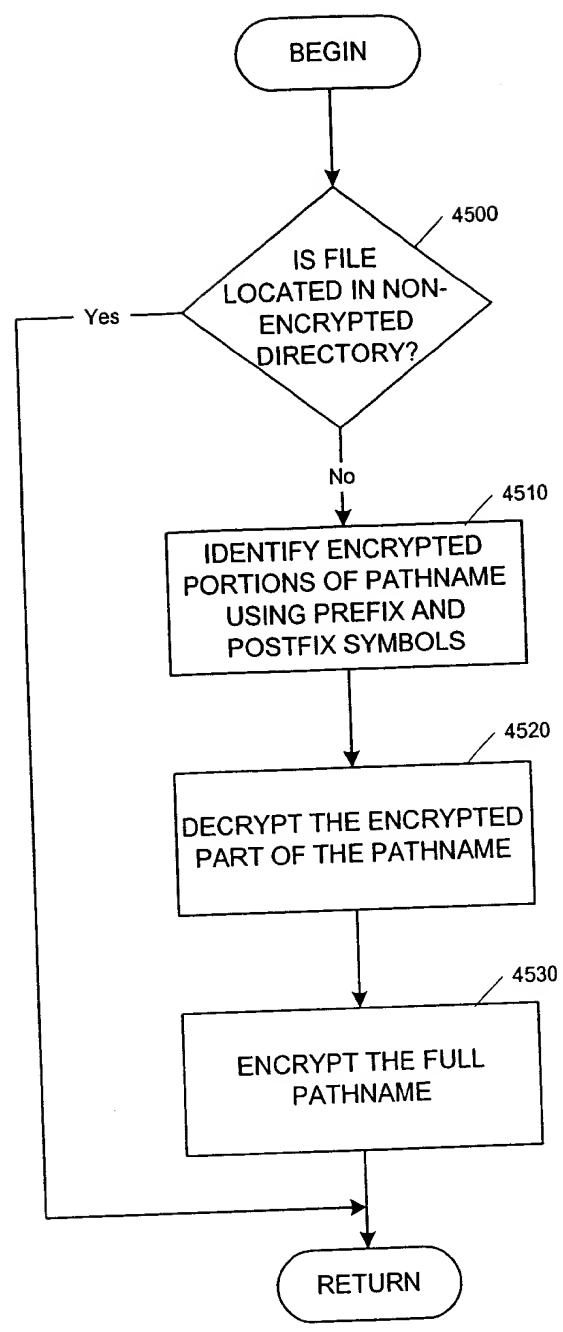 BEGIN
4500
IS FILE
LOCATED IN NON-
ENCRYPTED
DIRECTORY?
Yes
No
4510
IDENTIFY ENCRYPTED
PORTIONS OF PATHNAME
USING PREFIX AND
POSTFIX SYMBOLS
4520
DECRYPT THE ENCRYPTED
PART OF THE PATHNAME
4530
ENCRYPT THE FULL
PATHNAME
RETURN